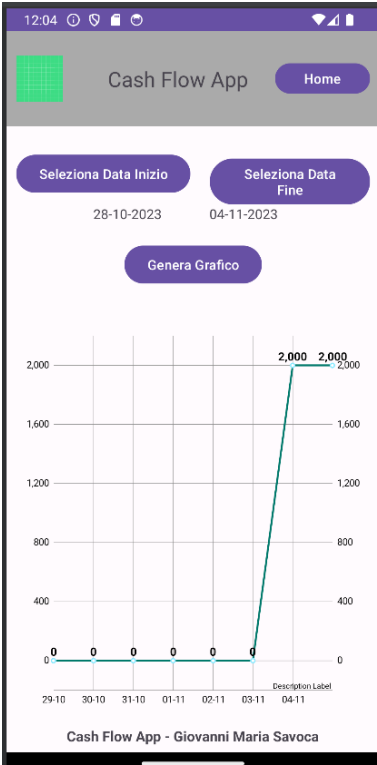 12:04
Cash Flow App
Home
Seleziona Data Inizio
Seleziona Data
Fine
28-10-2023
04-11-2023
Genera Grafico
2,000 2,000
2,000 2,000
1,600 1,600
1,200 1,200
800 800
400 400
0 0 0 0 0 0
0 0
Description Label
29-10 30-10 31-10 01-11 02-11 03-11 04-11
Cash Flow App - Giovanni Maria Savoca